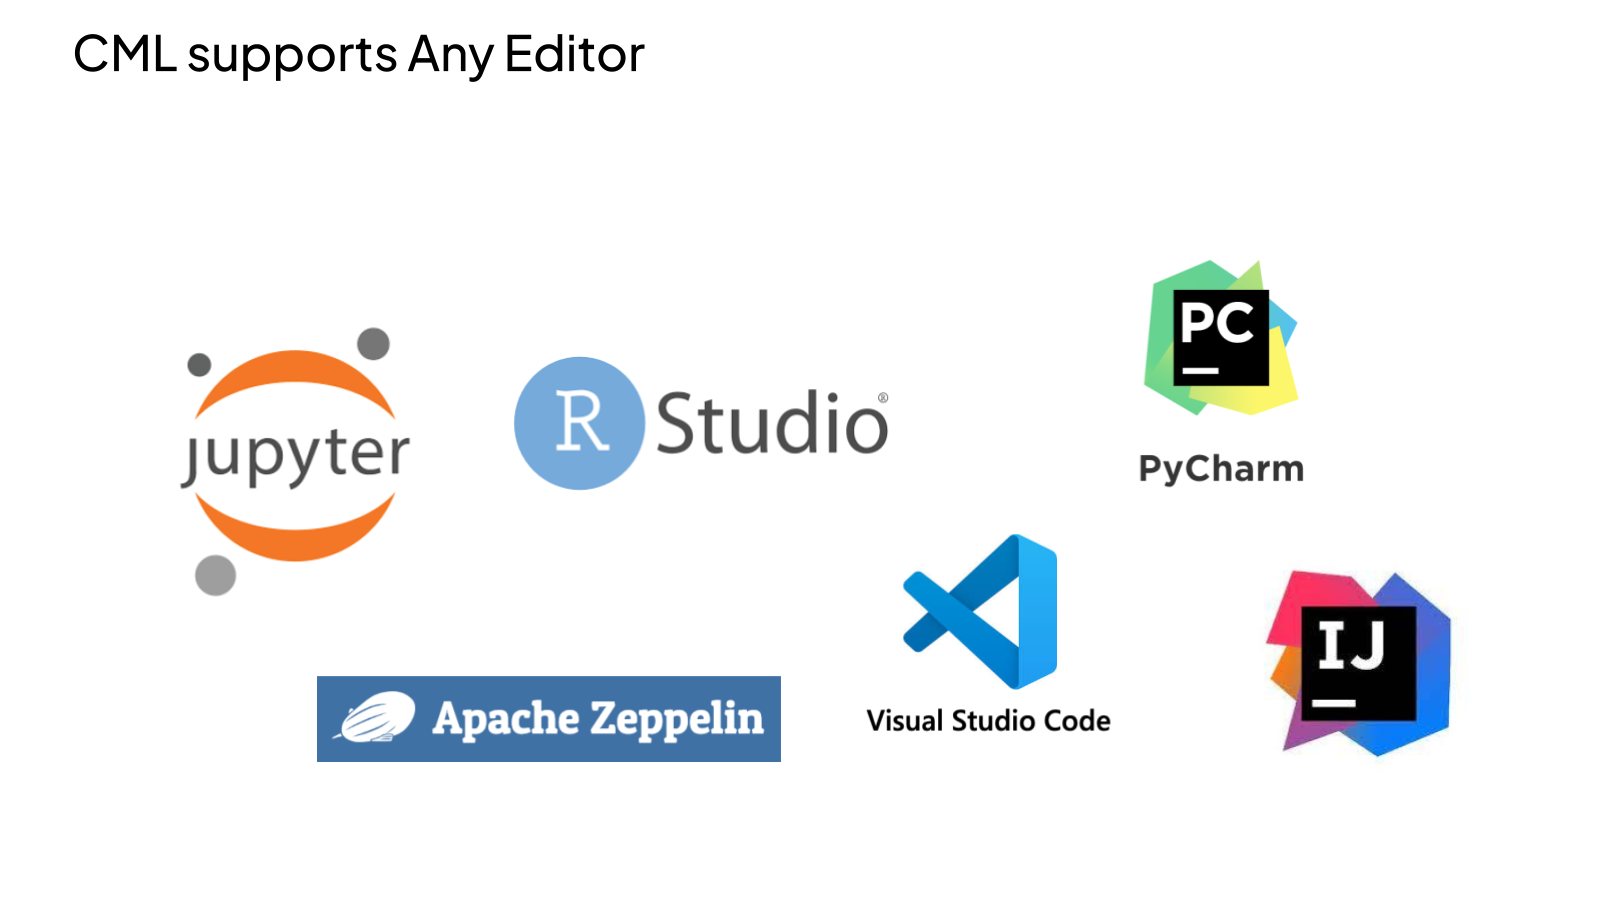 CML supports Any Editor
jupyter
R Studio®
PC
PyCharm
Visual Studio Code
IJ
Apache Zeppelin